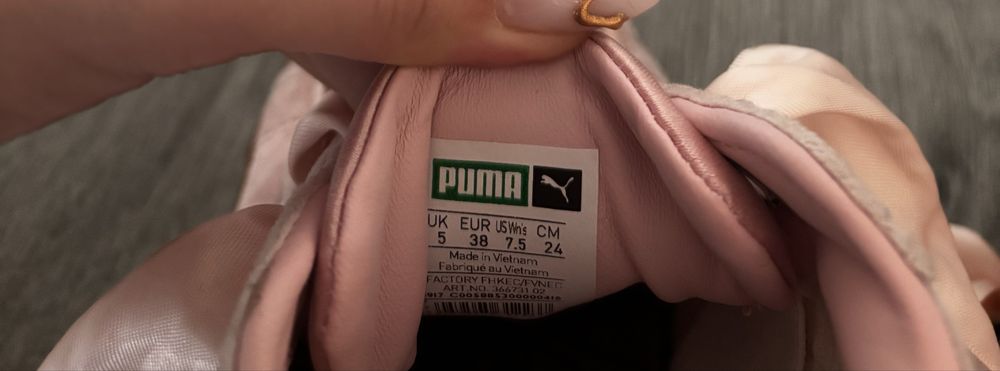 PUMA
UK EUR US Wn's CM
5 38 7.5 24
Made in Vietnam
Fabriqué au Vietnam
FACTORY FHKEC/FVNEC
ART.NO. 366731 02